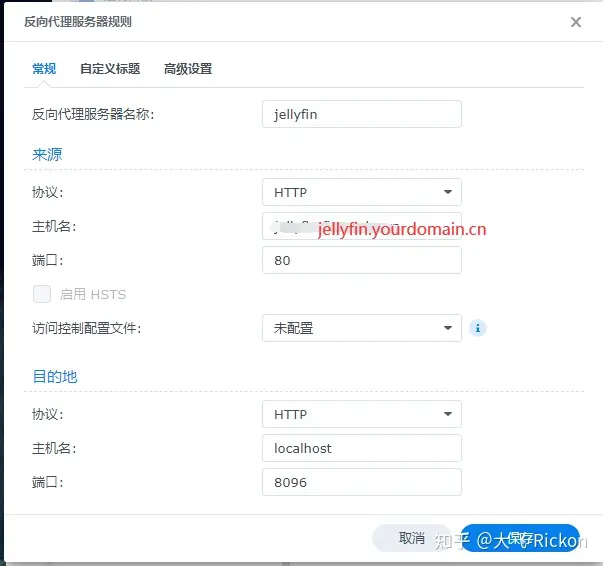 反向代理服务器规则
常规 自定义标题 高级设置
反向代理服务器名称: jellyfin
来源
协议: HTTP
主机名: jellyfin.yourdomain.cn
端口: 80
启用 HSTS
访问控制配置文件: 未配置
目的地
协议: HTTP
主机名: localhost
端口: 8096
取消 保存
知乎 @大飞Rickon